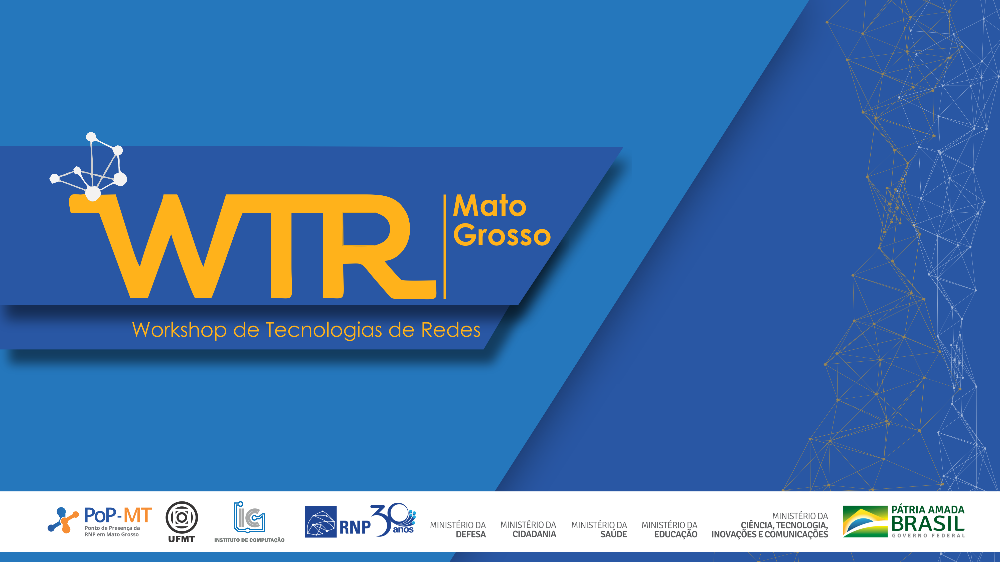 WTR
Mato
Grosso
Workshop de Tecnologias de Redes
PoP-MT
Ponto de Presença da
RNP em Mato Grosso
UFMT
IC
INSTITUTO DE COMPUTAÇÃO
RNP
30
anos
MINISTÉRIO DA
DEFESA
MINISTÉRIO DA
CIDADANIA
MINISTÉRIO DA
SAÚDE
MINISTÉRIO DA
EDUCAÇÃO
MINISTÉRIO DA
CIÊNCIA, TECNOLOGIA,
INOVAÇÕES E COMUNICAÇÕES
PÁTRIA AMADA
BRASIL
GOVERNO FEDERAL